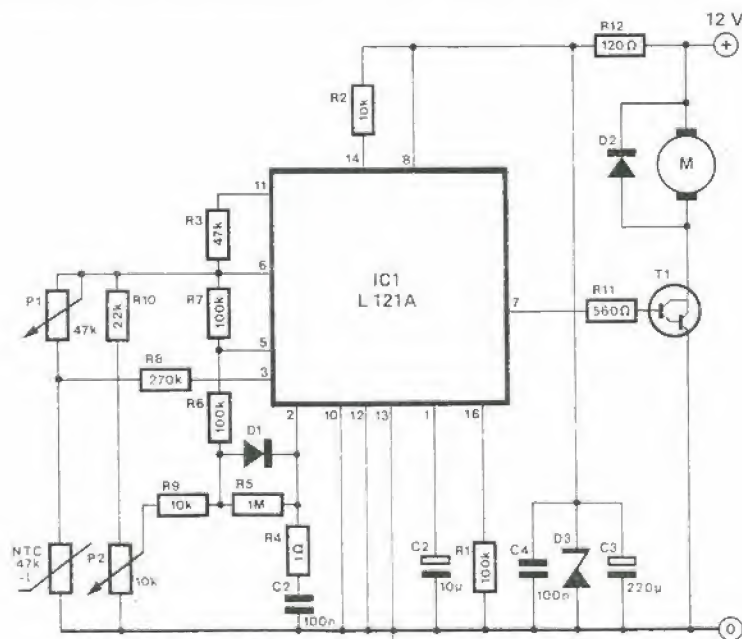 12 V
R12
120Ω
+
R2
10k
14
8
D2
M
11
R3
47k
6
IC1
L 121A
7
R11
560Ω
T1
P1
47k
R10
22k
R7
100k
5
R8
270k
3
R6
100k
2
10
12
13
1
16
D1
R9
10k
R5
1M
R4
1Ω
NTC
47k
P2
10k
C2
100n
C2
10µ
R1
100k
C4
100n
D3
C3
220µ
0